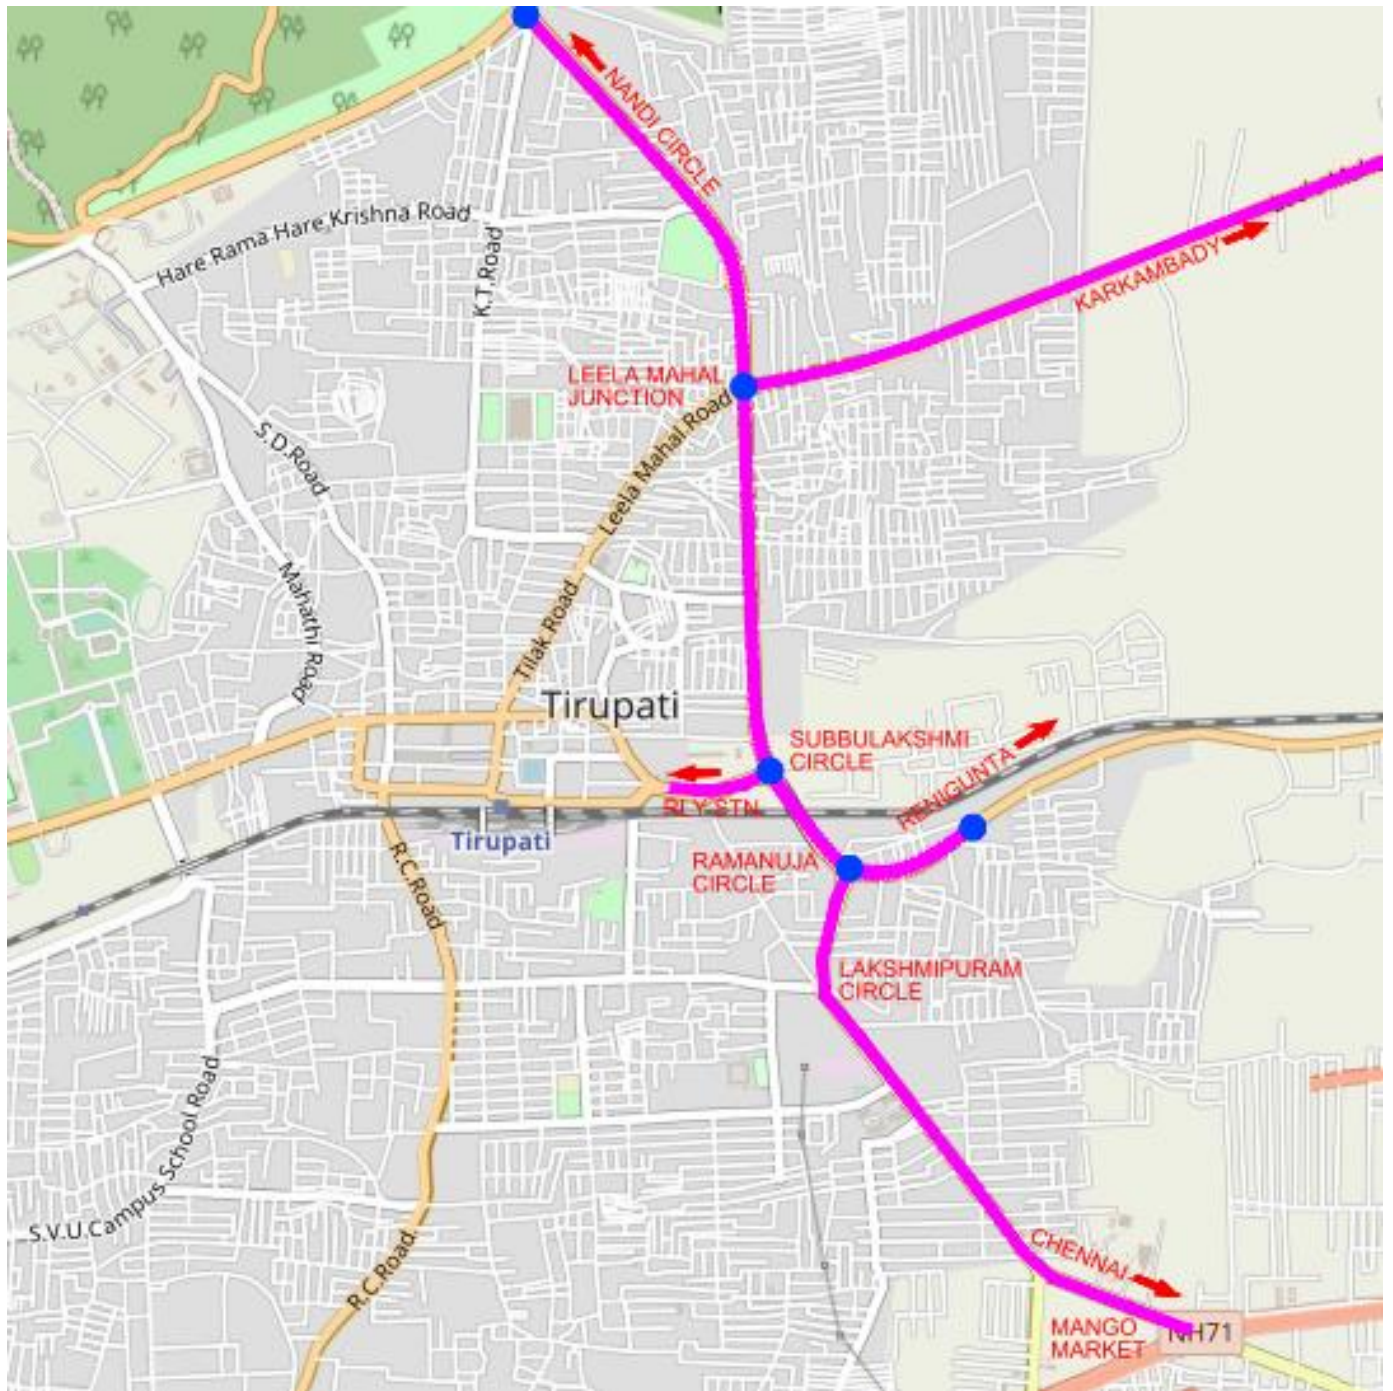 NANDI CIRCLE
Hare Rama Hare Krishna Road
K.T.Road
KARKAMBADY
LEELA MAHAL
JUNCTION
Leela Mahal Road
S.D.Road
Mahathi Road
Tilak Road
Tirupati
SUBBULAKSHMI
CIRCLE
RENIGUNTA
RLY STN
Tirupati
RAMANUJA
CIRCLE
R.C.Road
LAKSHMIPURAM
CIRCLE
S.V.U.Campus School Road
R.C.Road
CHENNAI
MANGO
MARKET
NH71